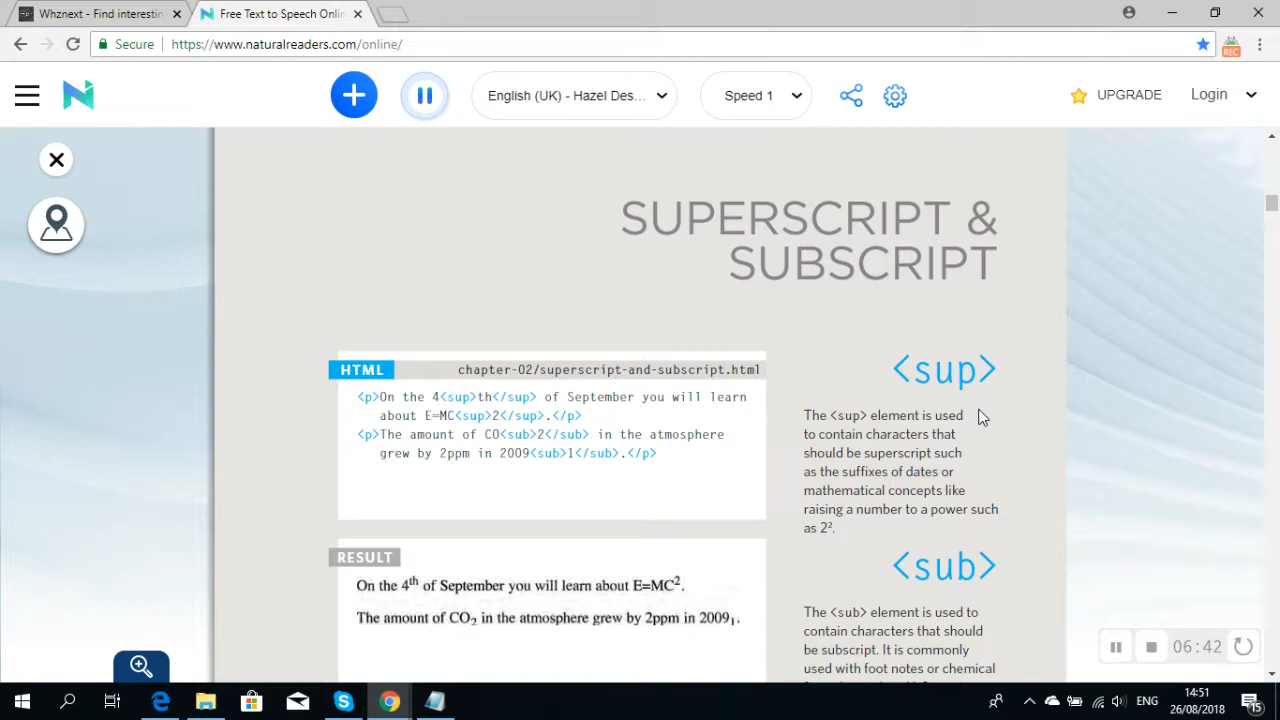 Whznext - Find interestin
Free Text to Speech Onlin
Secure
https://www.naturalreaders.com/online/
REC
English (UK) - Hazel Des...
Speed 1
UPGRADE
Login
SUPERSCRIPT &
SUBSCRIPT
HTML
chapter-02/superscript-and-subscript.html
<p>On the 4<sup>th</sup> of September you will learn
about E=MC<sup>2</sup>.</p>
<p>The amount of CO<sub>2</sub> in the atmosphere
grew by 2ppm in 2009<sub>1</sub>.</p>
RESULT
On the 4th of September you will learn about E=MC2.
The amount of CO2 in the atmosphere grew by 2ppm in 20091.
<sup>
The <sup> element is used
to contain characters that
should be superscript such
as the suffixes of dates or
mathematical concepts like
raising a number to a power such
as 2².
<sub>
The <sub> element is used to
contain characters that should
be subscript. It is commonly
used with foot notes or chemical
06:42
ENG
14:51
26/08/2018
15